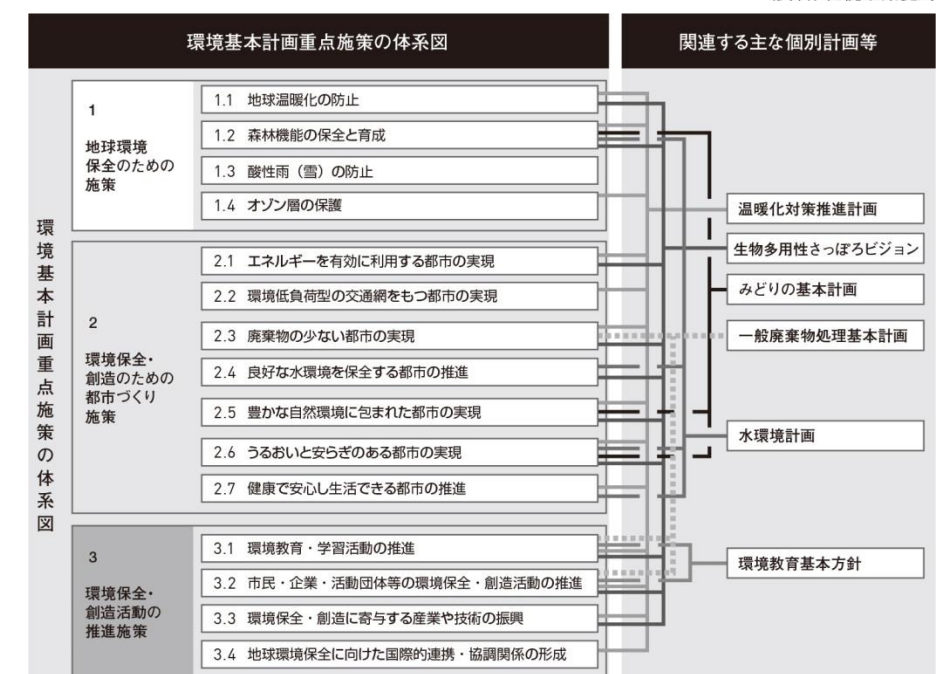 環境基本計画重点施策の体系図
関連する主な個別計画等
環境基本計画重点施策の体系図
1
地球環境
保全のための
施策
1.1 地球温暖化の防止
1.2 森林機能の保全と育成
1.3 酸性雨（雪）の防止
1.4 オゾン層の保護
2
環境保全・
創造のための
都市づくり
施策
2.1 エネルギーを有効に利用する都市の実現
2.2 環境低負荷型の交通網をもつ都市の実現
2.3 廃棄物の少ない都市の実現
2.4 良好な水環境を保全する都市の推進
2.5 豊かな自然環境に包まれた都市の実現
2.6 うるおいと安らぎのある都市の実現
2.7 健康で安心し生活できる都市の推進
3
環境保全・
創造活動の
推進施策
3.1 環境教育・学習活動の推進
3.2 市民・企業・活動団体等の環境保全・創造活動の推進
3.3 環境保全・創造に寄与する産業や技術の振興
3.4 地球環境保全に向けた国際的連携・協調関係の形成
温暖化対策推進計画
生物多用性さっぽろビジョン
みどりの基本計画
一般廃棄物処理基本計画
水環境計画
環境教育基本方針